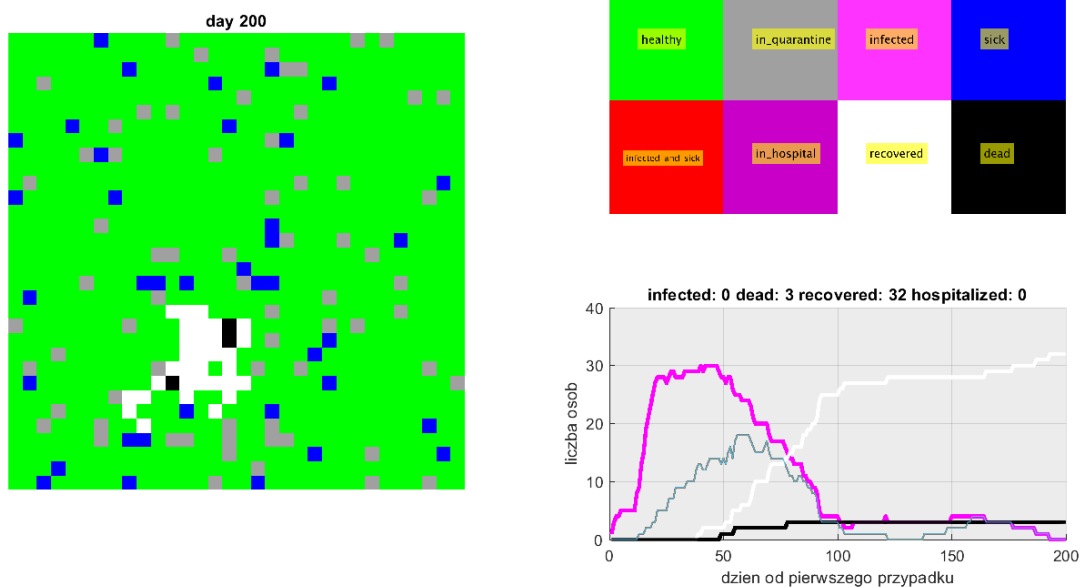 day 200
healthy
in_quarantine
infected
sick
infected and sick
in_hospital
recovered
dead
infected: 0 dead: 3 recovered: 32 hospitalized: 0
liczba osob
40
30
20
10
0
0
50
100
150
200
dzien od pierwszego przypadku